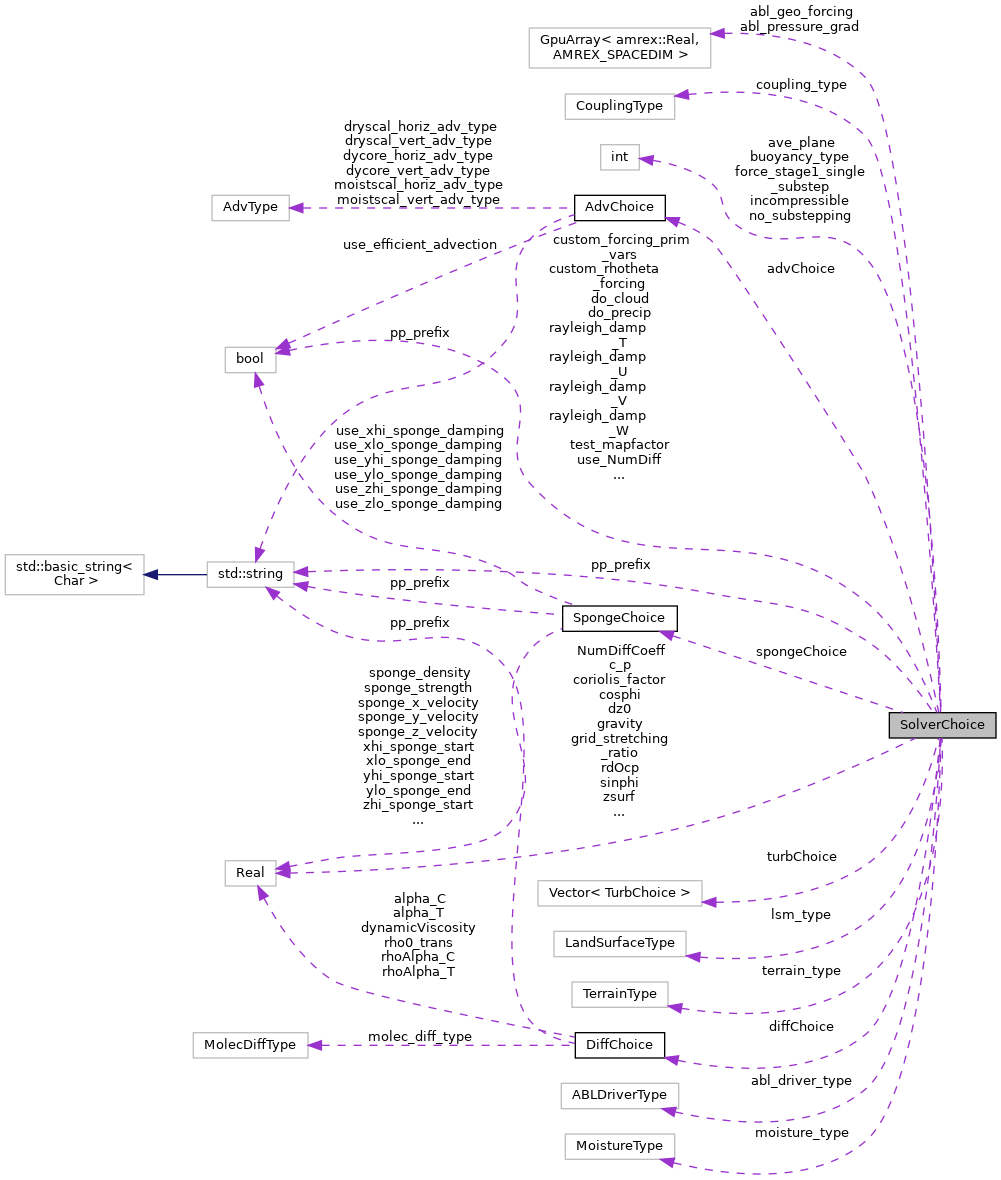 abl_geo_forcing
abl_pressure_grad
GpuArray< amrex::Real,
AMREX_SPACEDIM >
coupling_type
CouplingType
ave_plane
buoyancy_type
force_stage1_single
_substep
incompressible
no_substepping
int
dryscal_horiz_adv_type
dryscal_vert_adv_type
dycore_horiz_adv_type
dycore_vert_adv_type
moistscal_horiz_adv_type
moistscal_vert_adv_type
AdvType
AdvChoice
use_efficient_advection
advChoice
custom_forcing_prim
_vars
custom_rhotheta
_forcing
do_cloud
do_precip
rayleigh_damp
_T
rayleigh_damp
_U
rayleigh_damp
_V
rayleigh_damp
_W
test_mapfactor
use_NumDiff
...
pp_prefix
bool
use_xhi_sponge_damping
use_xlo_sponge_damping
use_yhi_sponge_damping
use_ylo_sponge_damping
use_zhi_sponge_damping
use_zlo_sponge_damping
std::basic_string<
Char >
std::string
pp_prefix
pp_prefix
pp_prefix
SpongeChoice
spongeChoice
NumDiffCoeff
c_p
coriolis_factor
cosphi
dz0
gravity
grid_stretching
_ratio
rdOcp
sinphi
zsurf
...
sponge_density
sponge_strength
sponge_x_velocity
sponge_y_velocity
sponge_z_velocity
xhi_sponge_start
xlo_sponge_end
yhi_sponge_start
ylo_sponge_end
zhi_sponge_start
...
SolverChoice
Real
turbChoice
Vector< TurbChoice >
alpha_C
alpha_T
dynamicViscosity
rho0_trans
rhoAlpha_C
rhoAlpha_T
lsm_type
LandSurfaceType
terrain_type
TerrainType
diffChoice
MolecDiffType
molec_diff_type
DiffChoice
abl_driver_type
ABLDriverType
moisture_type
MoistureType